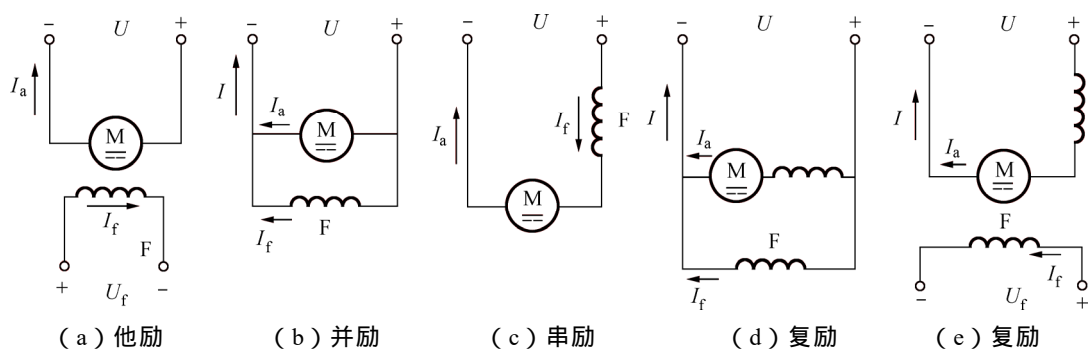 − U +
− U +
− U +
− U +
− U +
Ia
M
If
F
+ Uf −
I
Ia
M
F
If
Ia
If
F
M
I
Ia
M
F
If
I
Ia
M
F
If
− Uf +
(a)他励
(b)并励
(c)串励
(d)复励
(e)复励